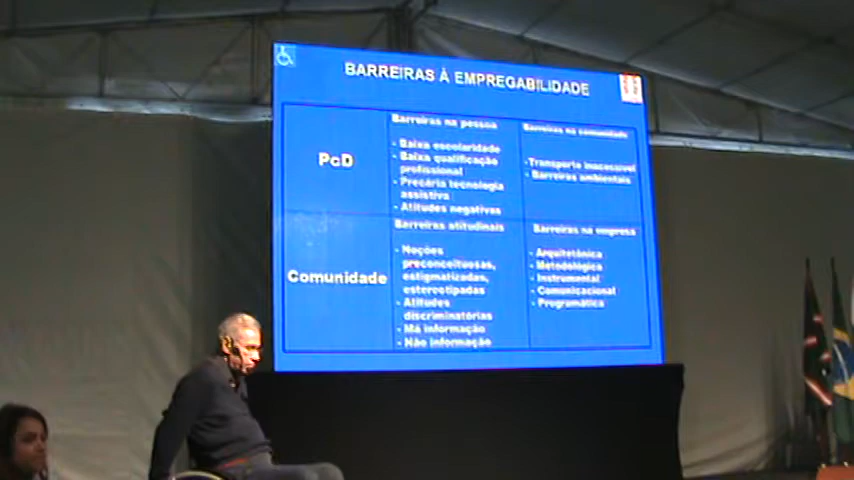 BARREIRAS À EMPREGABILIDADE
PcD
Barreiras na pessoa
- Baixa escolaridade
- Baixa qualificação
profissional
- Precária tecnologia
assistiva
- Atitudes negativas
Barreiras na comunidade
- Transporte inacessível
- Barreiras ambientais
Comunidade
Barreiras atitudinais
- Noções
preconceituosas,
estigmatizadas,
estereotipadas
- Atitudes
discriminatórias
- Má informação
- Não informação
Barreiras na empresa
- Arquitetônica
- Metodológica
- Instrumental
- Comunicacional
- Programática